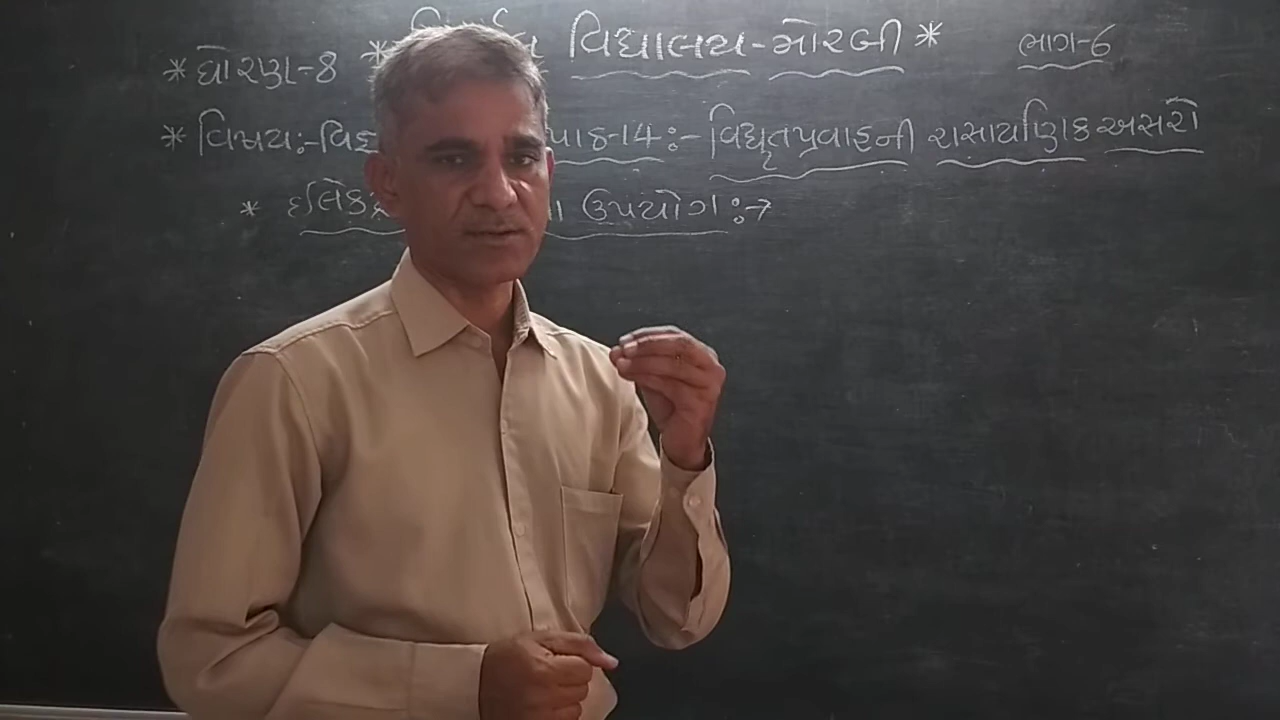 * વિદ્યાલય-મોરબી *
* ધોરણ-8 ભાગ-6
* વિષય:- પાઠ-14:- વિદ્યુતપ્રવાહની રાસાયણિક અસરો
* ઉપયોગ:→